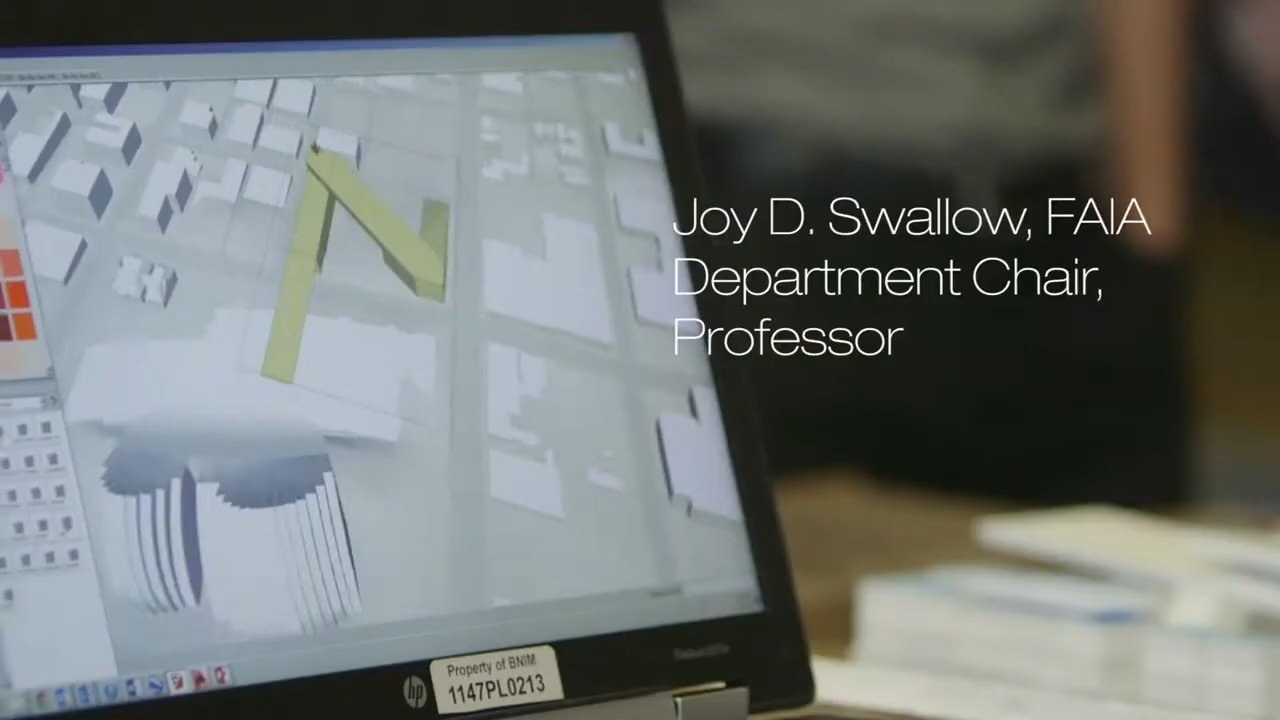 Joy D. Swallow, FAIA
Department Chair,
Professor
Property of BNIM
1147PL0213
hp